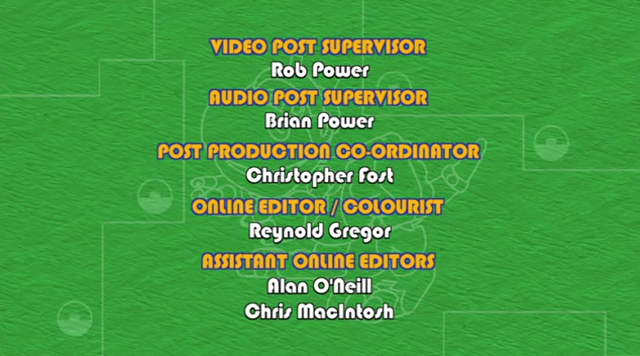 VIDEO POST SUPERVISOR
Rob Power
AUDIO POST SUPERVISOR
Brian Power
POST PRODUCTION CO-ORDINATOR
Christopher Fost
ONLINE EDITOR / COLOURIST
Reynold Gregor
ASSISTANT ONLINE EDITORS
Alan O'Neill
Chris MacIntosh